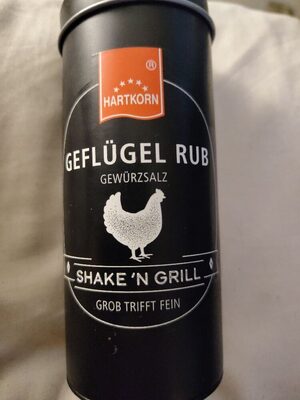 ®
HARTKORN
GEFLÜGEL RUB
GEWÜRZSALZ
SHAKE 'N GRILL
GROB TRIFFT FEIN